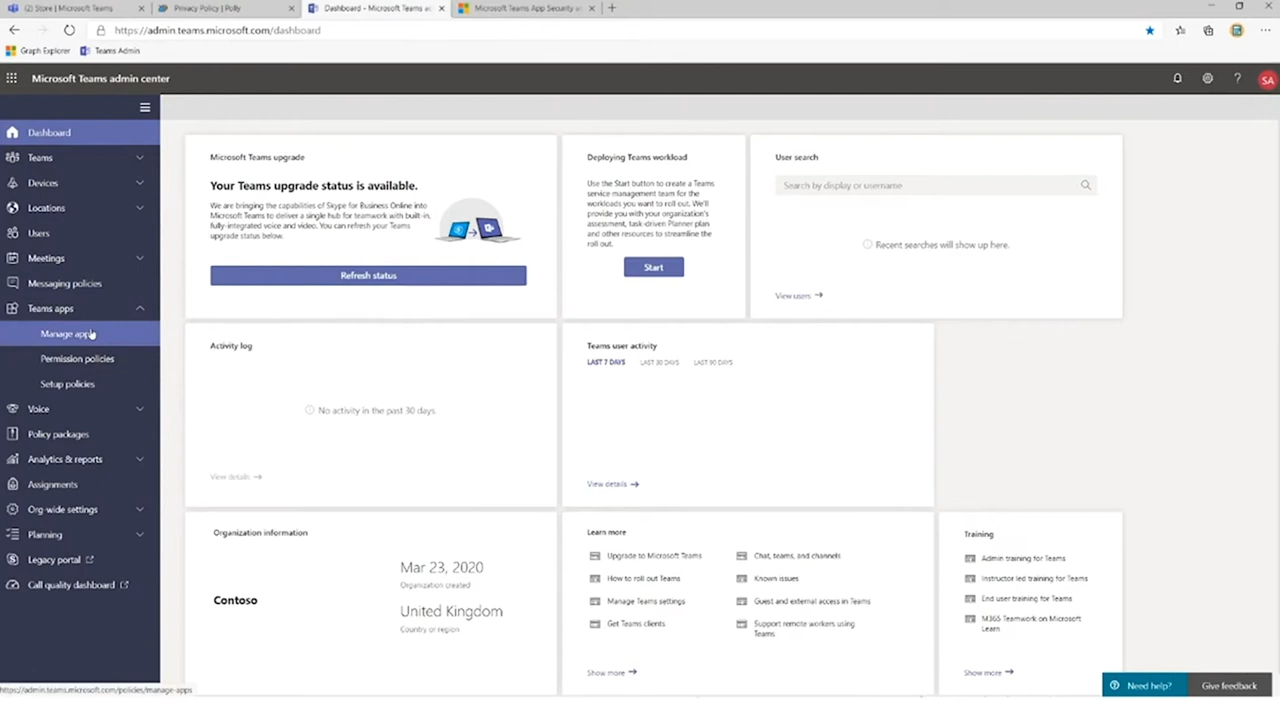 (2) Store | Microsoft Teams
Privacy Policy | Polly
Dashboard - Microsoft Teams a
Microsoft Teams App Security
https://admin.teams.microsoft.com/dashboard
Graph Explorer
Teams Admin
Microsoft Teams admin center
SA
Dashboard
Teams
Devices
Locations
Users
Meetings
Messaging policies
Teams apps
Manage apps
Permission policies
Setup policies
Voice
Policy packages
Analytics & reports
Assignments
Org-wide settings
Planning
Legacy portal
Call quality dashboard
https://admin.teams.microsoft.com/policies/manage-apps
Microsoft Teams upgrade
Your Teams upgrade status is available.
We are bringing the capabilities of Skype for Business Online into
Microsoft Teams to deliver a single hub for teamwork with built-in,
fully-integrated voice and video. You can refresh your Teams
upgrade status below.
Refresh status
Deploying Teams workload
Use the Start button to create a Teams
service management team for the
workloads you want to roll out. We'll
provide you with your organization's
assessment, task-driven Planner plan
and other resources to streamline the
roll out.
Start
User search
Search by display or username
Recent searches will show up here.
View users
Activity log
No activity in the past 30 days.
View details
Teams user activity
LAST 7 DAYS LAST 30 DAYS LAST 90 DAYS
View details
Organization information
Contoso
Mar 23, 2020
Organization created
United Kingdom
Country or region
Learn more
Upgrade to Microsoft Teams
How to roll out Teams
Manage Teams settings
Get Teams clients
Chat, teams, and channels
Known issues
Guest and external access in Teams
Support remote workers using
Teams
Show more
Training
Admin training for Teams
Instructor led training for Teams
End user training for Teams
M365 Teamwork on Microsoft
Learn
Show more
Need help?
Give feedback